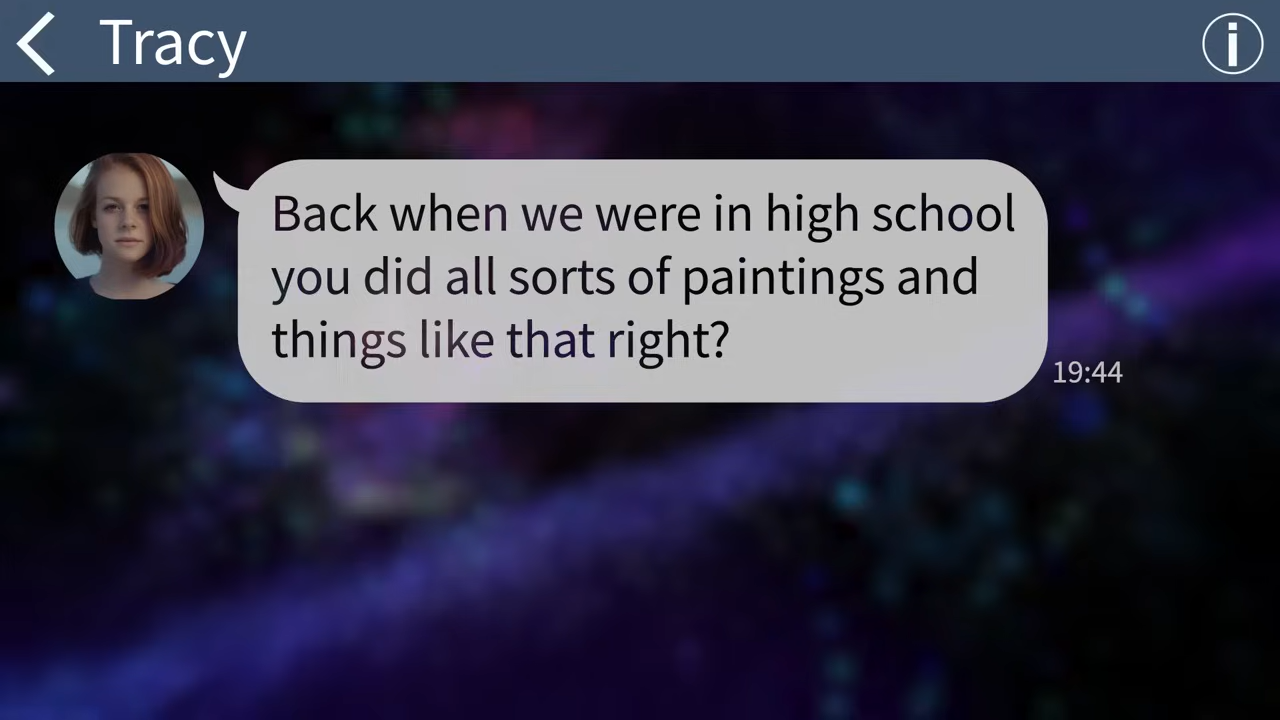 Tracy
Back when we were in high school
you did all sorts of paintings and
things like that right?
19:44